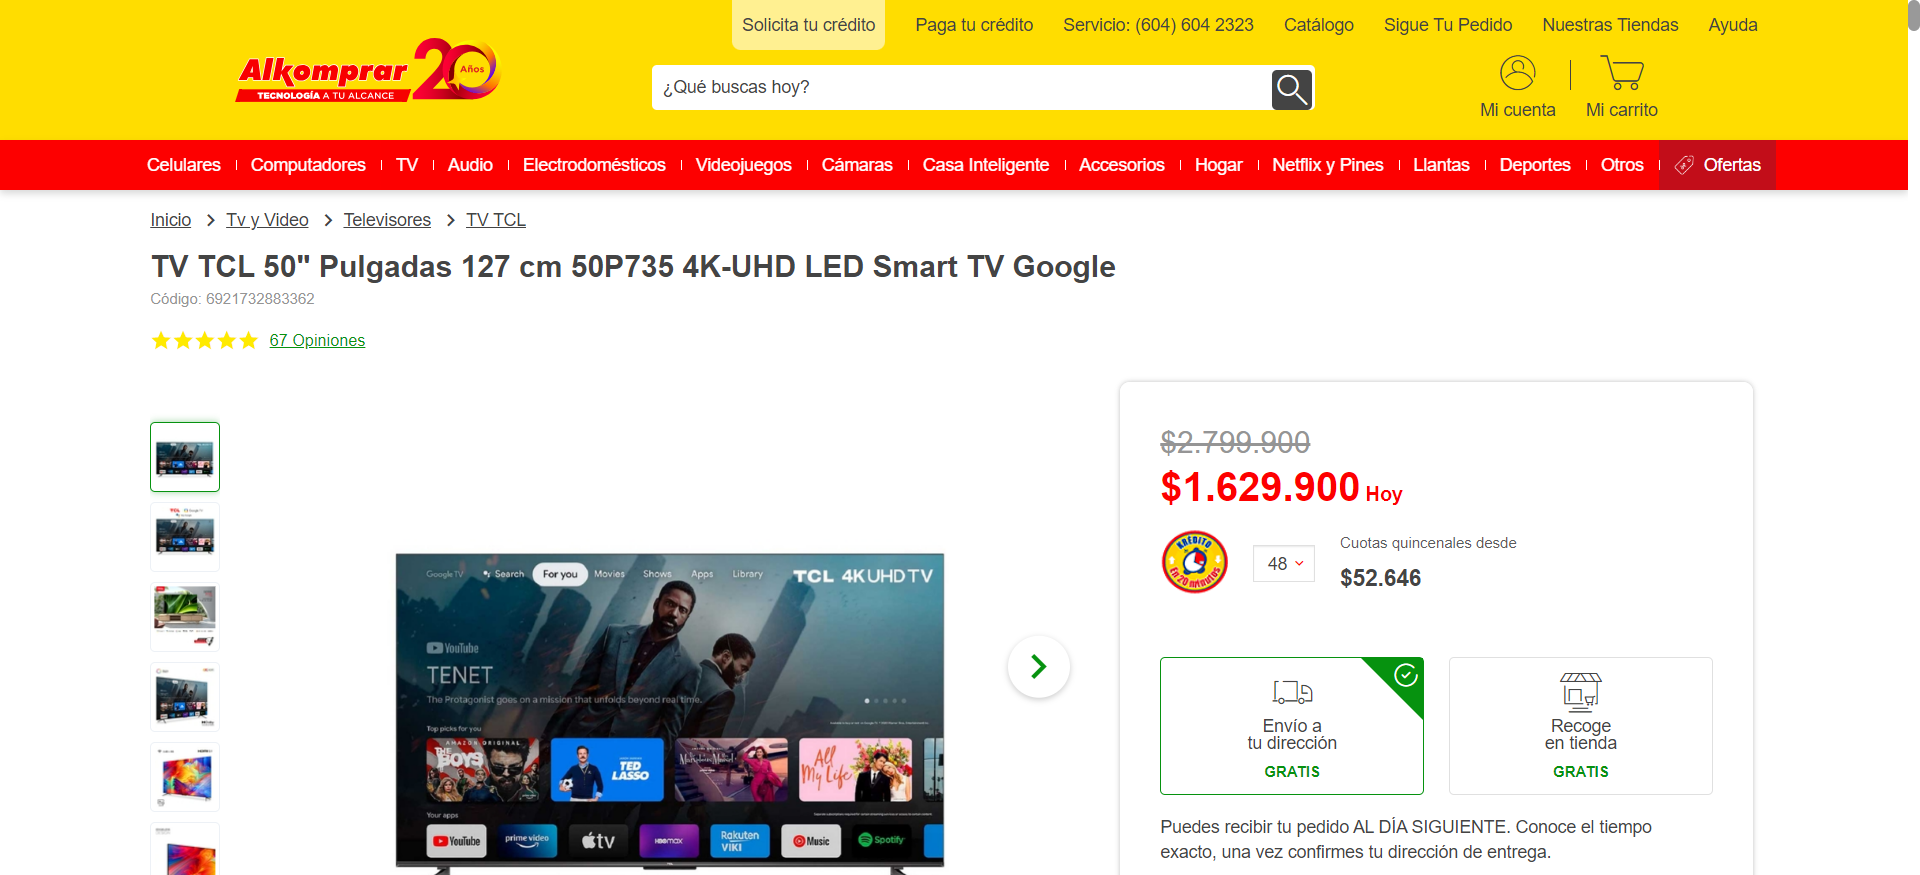 Solicita tu crédito
Paga tu crédito
Servicio: (604) 604 2323
Catálogo
Sigue Tu Pedido
Nuestras Tiendas
Ayuda
Alkomprar 20 Años
TECNOLOGÍA A TU ALCANCE
¿Qué buscas hoy?
Mi cuenta
Mi carrito
Celulares
Computadores
TV
Audio
Electrodomésticos
Videojuegos
Cámaras
Casa Inteligente
Accesorios
Hogar
Netflix y Pines
Llantas
Deportes
Otros
Ofertas
Inicio
Tv y Video
Televisores
TV TCL
TV TCL 50" Pulgadas 127 cm 50P735 4K-UHD LED Smart TV Google
Código: 6921732883362
67 Opiniones
Google TV
Search
For you
Movies
Shows
Apps
Library
TCL 4K UHD TV
YouTube
TENET
The Protagonist goes on a mission that unfolds beyond real time.
Top picks for you
AMAZON ORIGINAL
THE BOYS
TED LASSO
All My Life
Your apps
YouTube
prime video
tv
HBOMAX
Rakuten VIKI
Music
Spotify
$2.799.900
$1.629.900 Hoy
KREDITO
En 20 minutos
48
Cuotas quincenales desde
$52.646
Envío a
tu dirección
GRATIS
Recoge
en tienda
GRATIS
Puedes recibir tu pedido AL DÍA SIGUIENTE. Conoce el tiempo
exacto, una vez confirmes tu dirección de entrega.